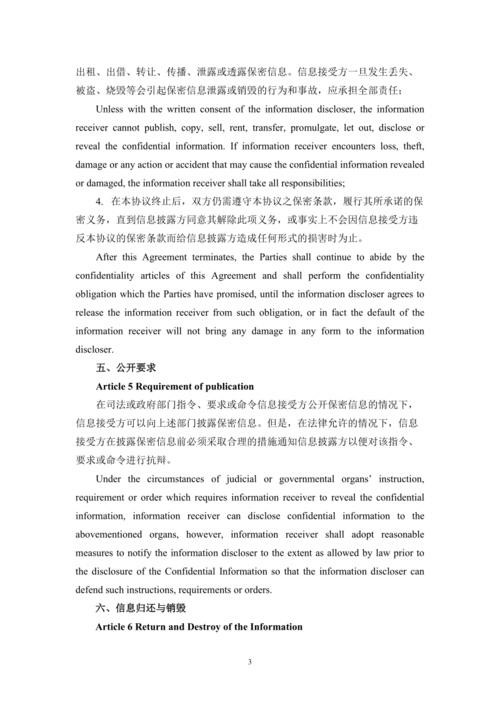 出租、出借、转让、传播、泄露或透露保密信息。信息接受方一旦发生丢失、
被盗、烧毁等会引起保密信息泄露或销毁的行为和事故，应承担全部责任；
Unless with the written consent of the information discloser, the information
receiver cannot publish, copy, sell, rent, transfer, promulgate, let out, disclose or
reveal the confidential information. If information receiver encounters loss, theft,
damage or any action or accident that may cause the confidential information revealed
or damaged, the information receiver shall take all responsibilities;
4. 在本协议终止后，双方仍需遵守本协议之保密条款，履行其所承诺的保
密义务，直到信息披露方同意其解除此项义务，或事实上不会因信息接受方违
反本协议的保密条款而给信息披露方造成任何形式的损害时为止。
After this Agreement terminates, the Parties shall continue to abide by the
confidentiality articles of this Agreement and shall perform the confidentiality
obligation which the Parties have promised, until the information discloser agrees to
release the information receiver from such obligation, or in fact the default of the
information receiver will not bring any damage in any form to the information
discloser.
五、公开要求
Article 5 Requirement of publication
在司法或政府部门指令、要求或命令信息接受方公开保密信息的情况下，
信息接受方可以向上述部门披露保密信息。但是，在法律允许的情况下，信息
接受方在披露保密信息前必须采取合理的措施通知信息披露方以便对该指令、
要求或命令进行抗辩。
Under the circumstances of judicial or governmental organs' instruction,
requirement or order which requires information receiver to reveal the confidential
information, information receiver can disclose confidential information to the
abovementioned organs, however, information receiver shall adopt reasonable
measures to notify the information discloser to the extent as allowed by law prior to
the disclosure of the Confidential Information so that the information discloser can
defend such instructions, requirements or orders.
六、信息归还与销毁
Article 6 Return and Destroy of the Information
3